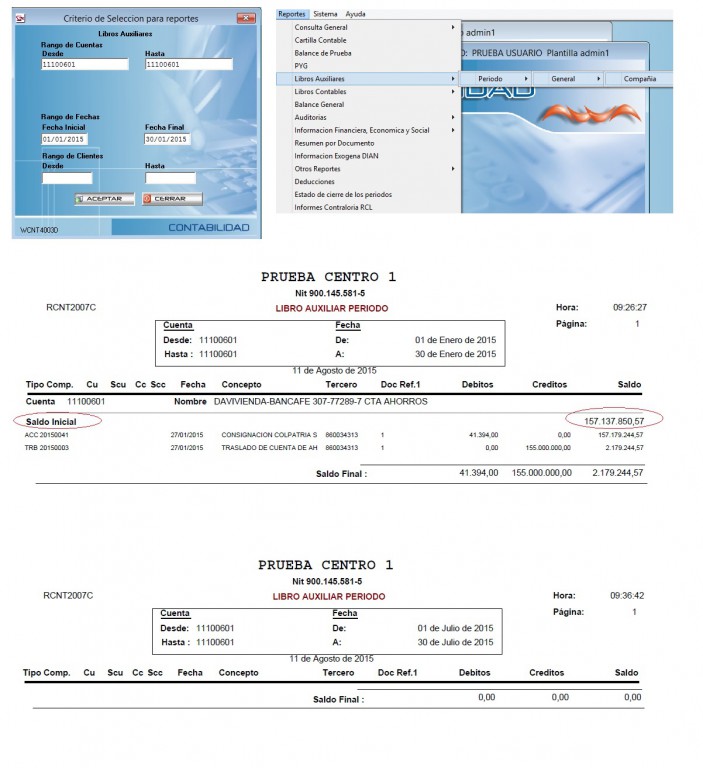 Criterio de Seleccion para reportes
Libros Auxiliares
Rango de Cuentas
Desde Hasta
11100601 11100601
Rango de Fechas
Fecha Inicial Fecha Final
01/01/2015 30/01/2015
Rango de Clientes
Desde Hasta
ACEPTAR CERRAR
WCNT4003D CONTABILIDAD
Reportes Sistema Ayuda
Consulta General
Cartilla Contable
Balance de Prueba
PYG
Libros Auxiliares
Libros Contables
Balance General
Auditorias
Informacion Financiera, Economica y Social
Resumen por Documento
Informacion Exogena DIAN
Otros Reportes
Deducciones
Estado de cierre de los periodos
Informes Contraloria RCL
admin1
D: PRUEBA USUARIO Plantilla admin1
Periodo General Compañia
DAD
PRUEBA CENTRO 1
Nit 900.145.581-5
RCNT2007C LIBRO AUXILIAR PERIODO Hora: 09:26:27
Página: 1
Cuenta Fecha
Desde: 11100601 De: 01 de Enero de 2015
Hasta : 11100601 A: 30 de Enero de 2015
11 de Agosto de 2015
Tipo Comp. Cu Scu Cc Scc Fecha Concepto Tercero Doc Ref.1 Debitos Creditos Saldo
Cuenta 11100601 Nombre DAVIVIENDA-BANCAFE 307-77289-7 CTA AHORROS
Saldo Inicial 157.137.850,57
ACC 20150041 27/01/2015 CONSIGNACION COLPATRIA S 860034313 1 41.394,00 0,00 157.179.244,57
TRB 20150003 27/01/2015 TRASLADO DE CUENTA DE AH 860034313 1 0,00 155.000.000,00 2.179.244,57
Saldo Final : 41.394,00 155.000.000,00 2.179.244,57
PRUEBA CENTRO 1
Nit 900.145.581-5
RCNT2007C LIBRO AUXILIAR PERIODO Hora: 09:36:42
Página: 1
Cuenta Fecha
Desde: 11100601 De: 01 de Julio de 2015
Hasta : 11100601 A: 30 de Julio de 2015
11 de Agosto de 2015
Tipo Comp. Cu Scu Cc Scc Fecha Concepto Tercero Doc Ref.1 Debitos Creditos Saldo
Saldo Final : 0,00 0,00 0,00